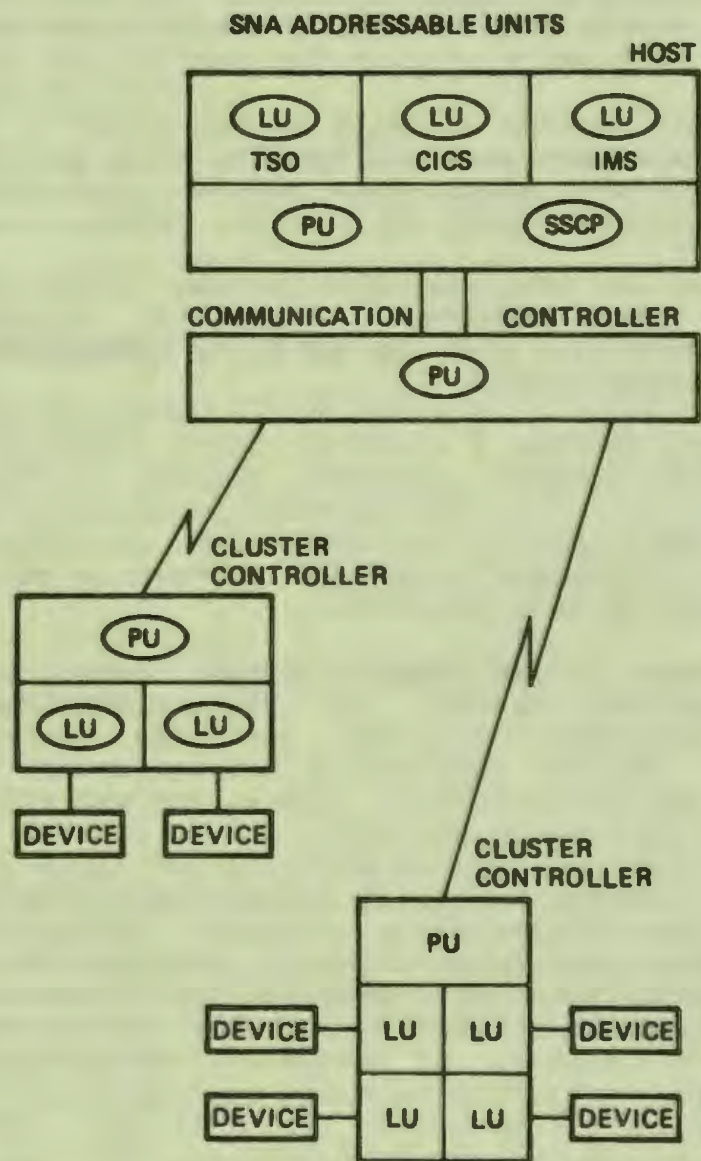 SNA ADDRESSABLE UNITS
HOST
LU LU LU
TSO CICS IMS
PU SSCP
COMMUNICATION CONTROLLER
PU
CLUSTER
CONTROLLER
PU
LU LU
DEVICE DEVICE
CLUSTER
CONTROLLER
PU
DEVICE LU LU DEVICE
DEVICE LU LU DEVICE